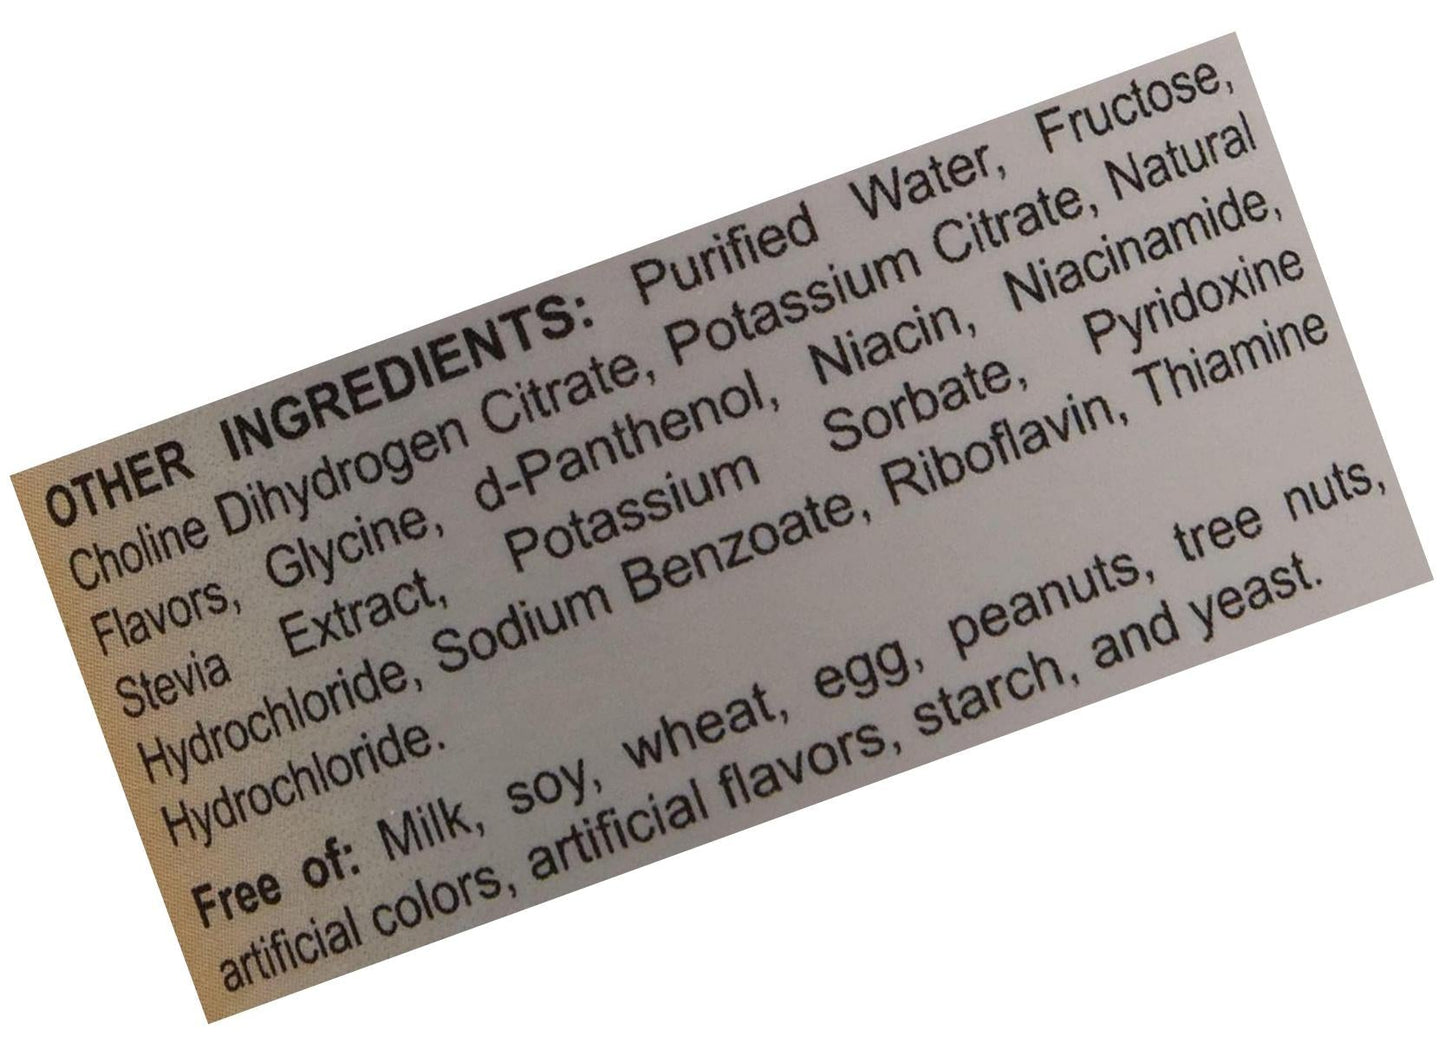 OTHER INGREDIENTS: Purified Water, Fructose,
Choline Dihydrogen Citrate, Potassium Citrate, Natural
Flavors, Glycine, d-Panthenol, Niacin, Niacinamide,
Stevia Extract, Potassium Sorbate, Pyridoxine
Hydrochloride, Sodium Benzoate, Riboflavin, Thiamine
Hydrochloride.
Free of: Milk, soy, wheat, egg, peanuts, tree nuts,
artificial colors, artificial flavors, starch, and yeast.